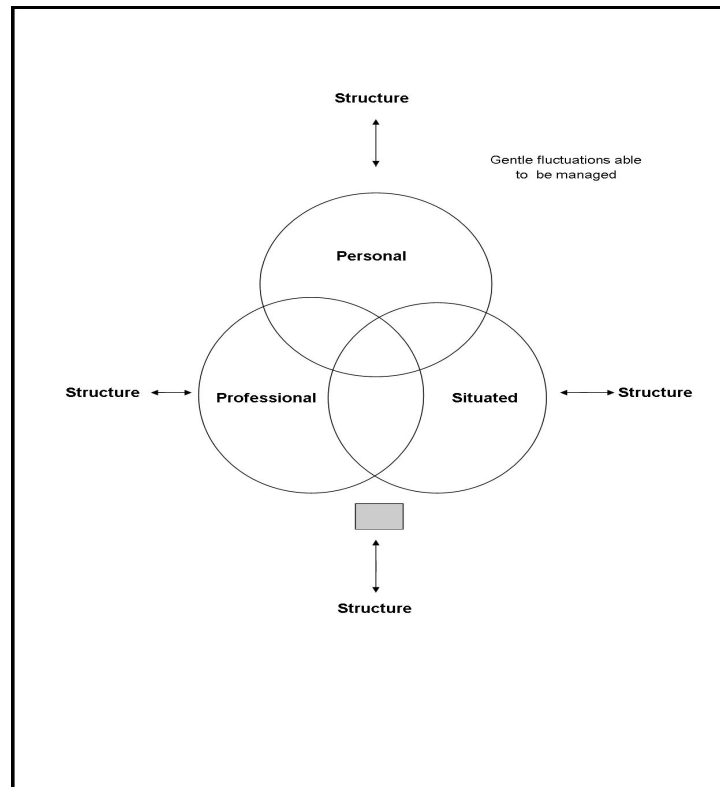 Structure
Gentle fluctuations able
to be managed
Personal
Structure
Professional
Situated
Structure
Structure